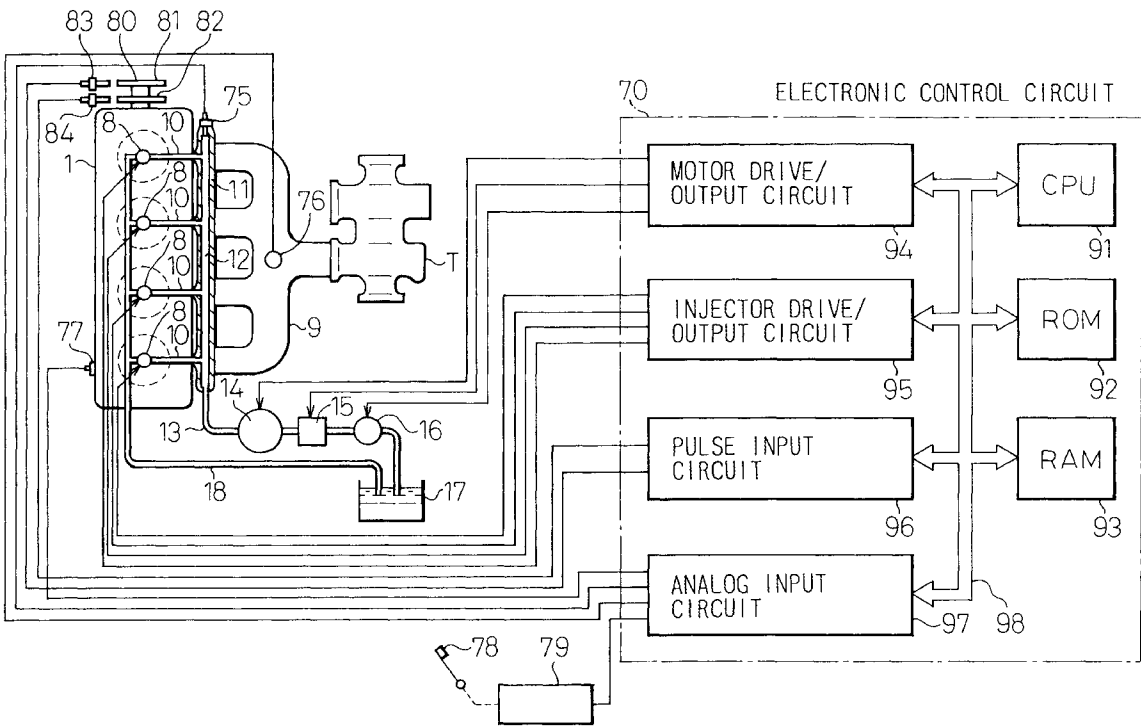 83 80 81 82
84
75
1
8 10
8
10
8
10
8
10
11
12
76
T
9
77
14
15
16
13
18
17
70 ELECTRONIC CONTROL CIRCUIT
MOTOR DRIVE/
OUTPUT CIRCUIT
94
CPU
91
INJECTOR DRIVE/
OUTPUT CIRCUIT
95
ROM
92
PULSE INPUT
CIRCUIT
96
RAM
93
ANALOG INPUT
CIRCUIT
97
98
78
79